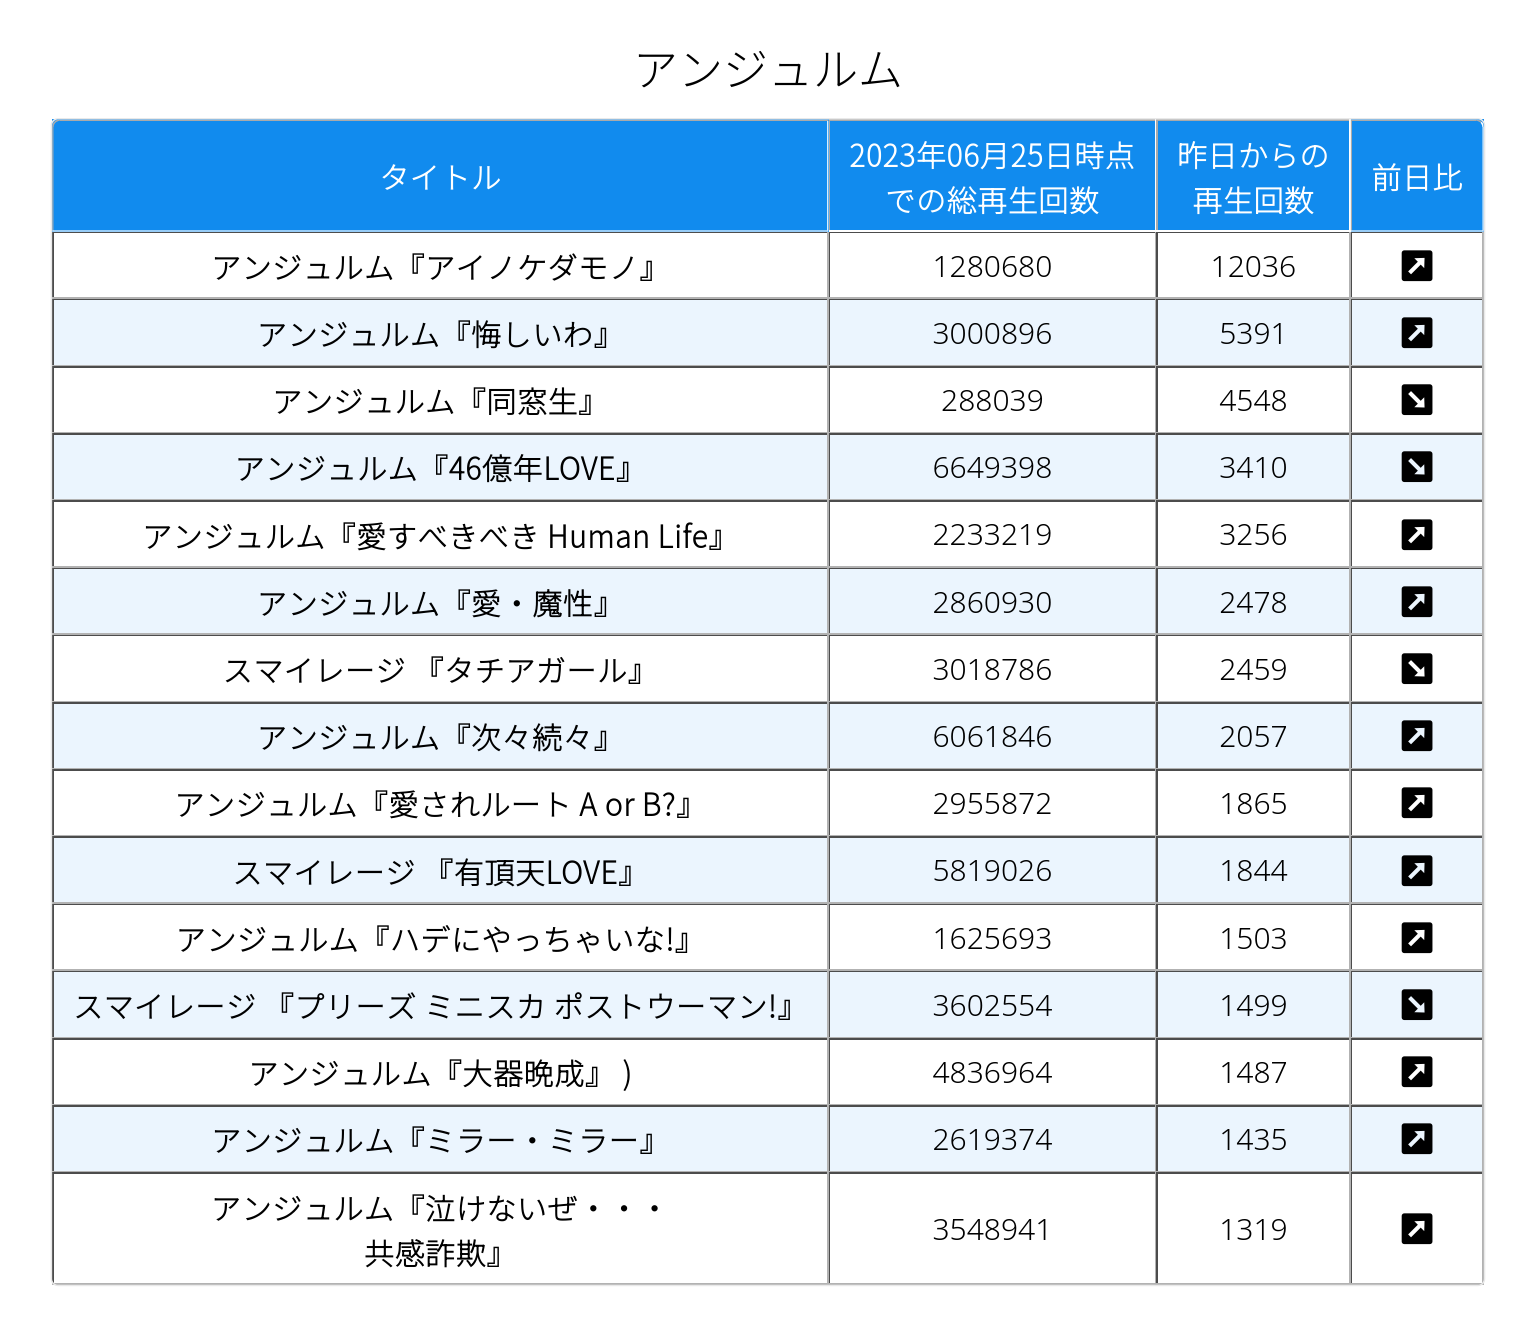 アンジュルム
タイトル
2023年06月25日時点
での総再生回数
昨日からの
再生回数
前日比
アンジュルム『アイノケダモノ』 1280680 12036
アンジュルム『悔しいわ』 3000896 5391
アンジュルム『同窓生』 288039 4548
アンジュルム『46億年LOVE』 6649398 3410
アンジュルム『愛すべきべき Human Life』 2233219 3256
アンジュルム『愛・魔性』 2860930 2478
スマイレージ 『タチアガール』 3018786 2459
アンジュルム『次々続々』 6061846 2057
アンジュルム『愛されルート A or B?』 2955872 1865
スマイレージ 『有頂天LOVE』 5819026 1844
アンジュルム『ハデにやっちゃいな!』 1625693 1503
スマイレージ 『プリーズ ミニスカ ポストウーマン!』 3602554 1499
アンジュルム『大器晩成』 ) 4836964 1487
アンジュルム『ミラー・ミラー』 2619374 1435
アンジュルム『泣けないぜ・・・
共感詐欺』 3548941 1319